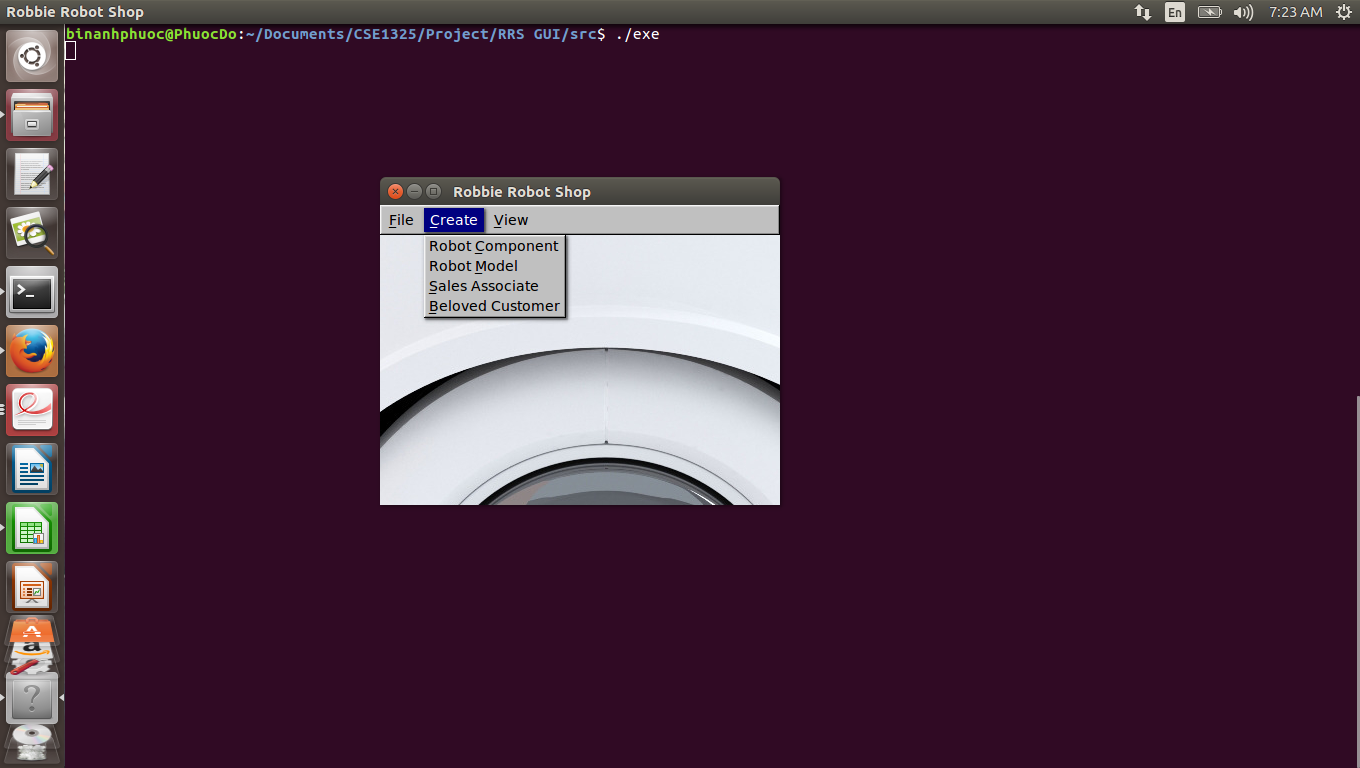 Robbie Robot Shop
En
7:23 AM
binanhphuoc@PhuocDo:~/Documents/CSE1325/Project/RRS GUI/src$ ./exe
Robbie Robot Shop
File Create View
Robot Component
Robot Model
Sales Associate
Beloved Customer